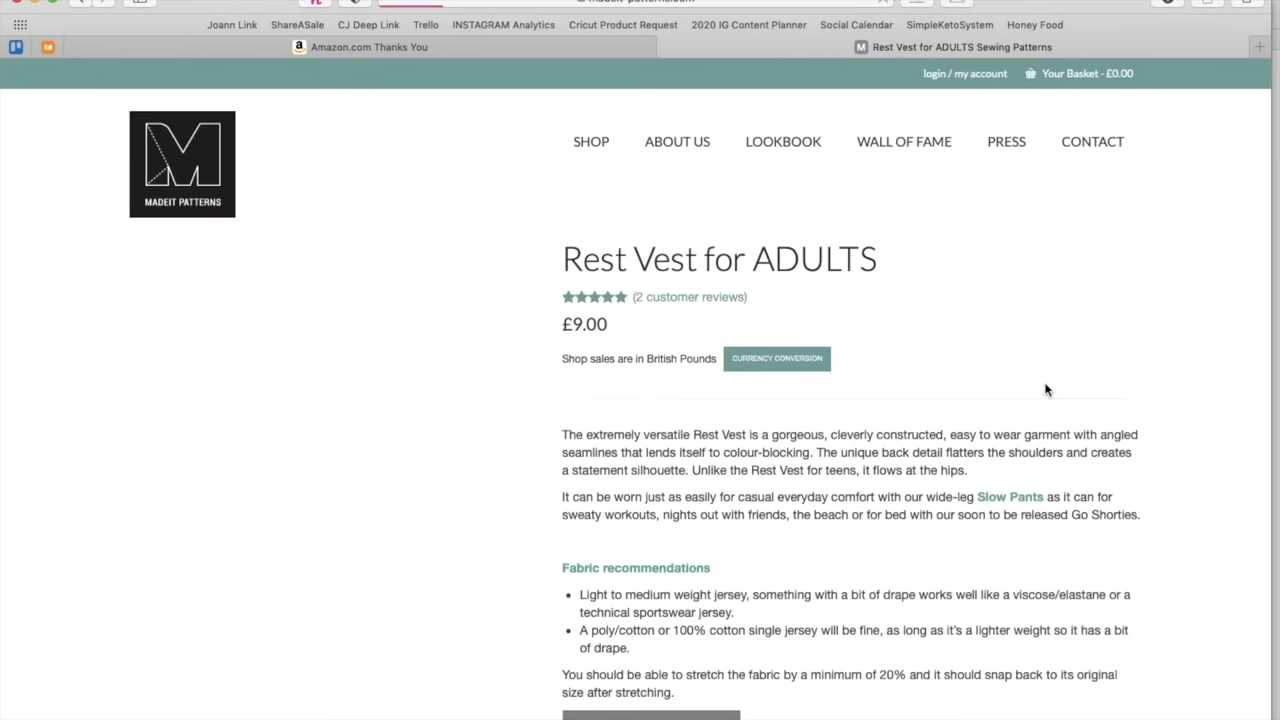 Joann Link ShareASale CJ Deep Link Trello INSTAGRAM Analytics Cricut Product Request 2020 IG Content Planner Social Calendar SimpleKetoSystem Honey Food
a Amazon.com Thanks You M Rest Vest for ADULTS Sewing Patterns
login / my account Your Basket - £0.00
SHOP ABOUT US LOOKBOOK WALL OF FAME PRESS CONTACT
M
MADEIT PATTERNS
Rest Vest for ADULTS
(2 customer reviews)
£9.00
Shop sales are in British Pounds CURRENCY CONVERSION
The extremely versatile Rest Vest is a gorgeous, cleverly constructed, easy to wear garment with angled
seamlines that lends itself to colour-blocking. The unique back detail flatters the shoulders and creates
a statement silhouette. Unlike the Rest Vest for teens, it flows at the hips.
It can be worn just as easily for casual everyday comfort with our wide-leg Slow Pants as it can for
sweaty workouts, nights out with friends, the beach or for bed with our soon to be released Go Shorties.
Fabric recommendations
• Light to medium weight jersey, something with a bit of drape works well like a viscose/elastane or a
technical sportswear jersey.
• A poly/cotton or 100% cotton single jersey will be fine, as long as it's a lighter weight so it has a bit
of drape.
You should be able to stretch the fabric by a minimum of 20% and it should snap back to its original
size after stretching.